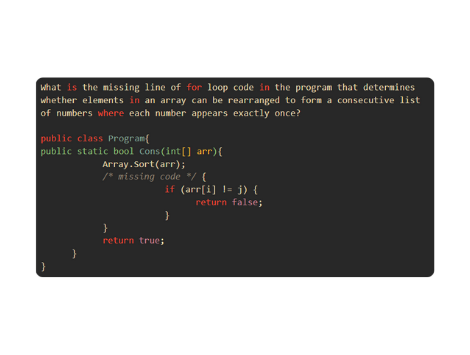 What is the missing line of for loop code in the program that determines
whether elements in an array can be rearranged to form a consecutive list
of numbers where each number appears exactly once?
public class Program{
public static bool Cons(int[] arr){
Array.Sort(arr);
/* missing code */ {
if (arr[i] != j) {
return false;
}
}
return true;
}
}